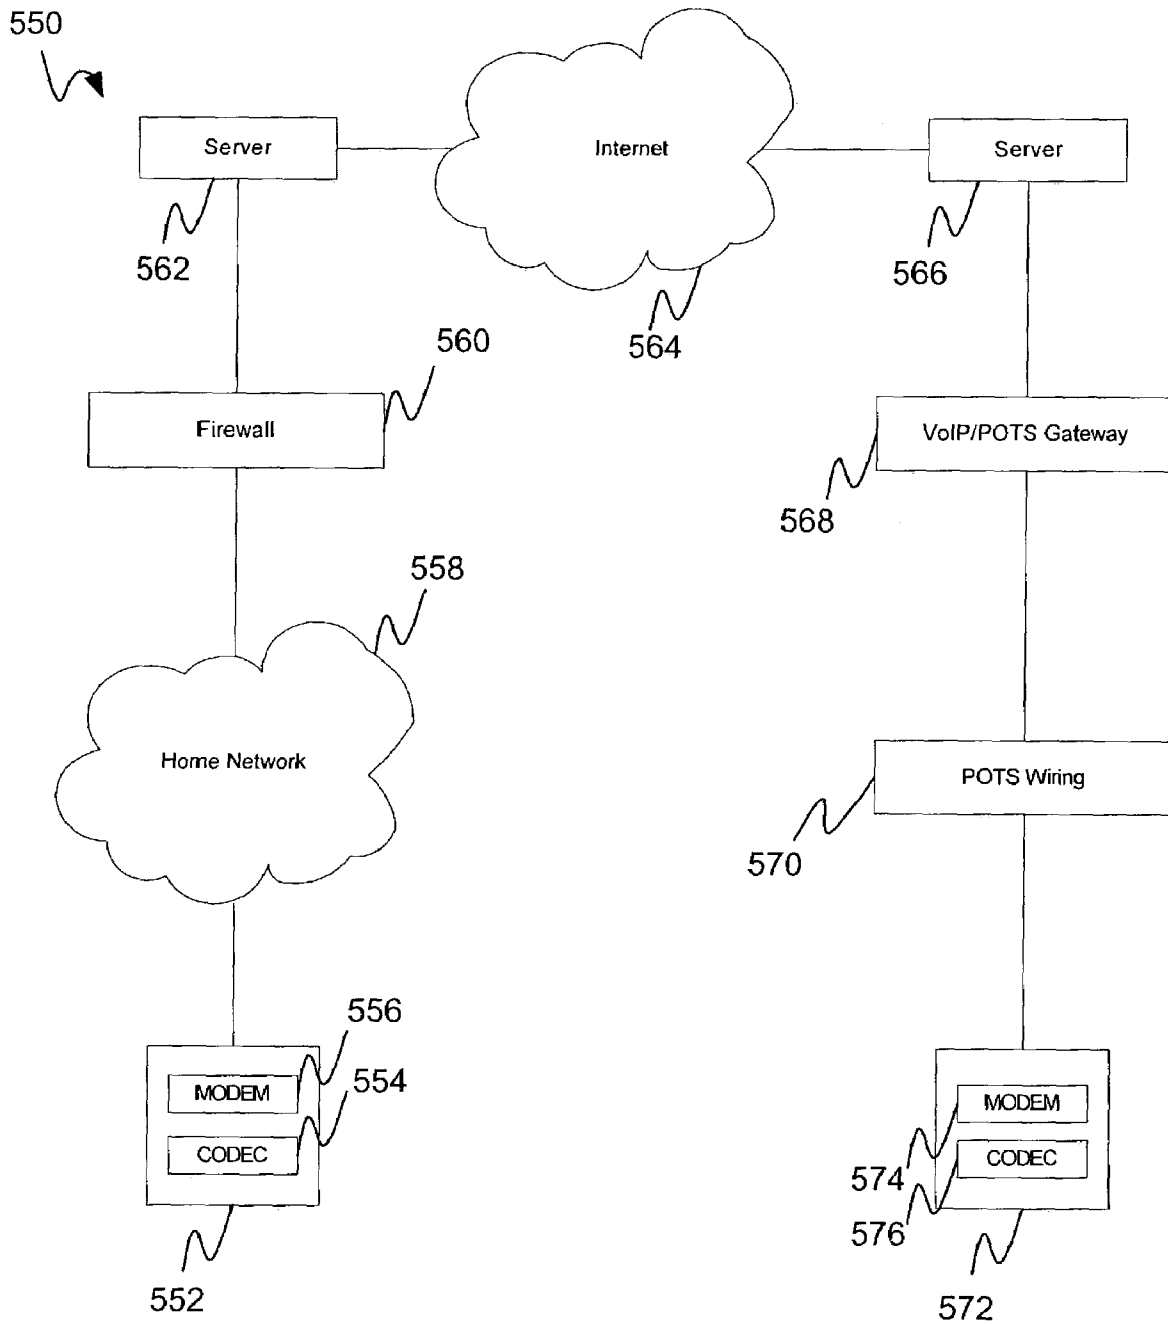 550
Server
Internet
Server
562
566
564
560
Firewall
VoIP/POTS Gateway
568
558
Home Network
POTS Wiring
570
556
554
MODEM
CODEC
MODEM
CODEC
574
576
552
572